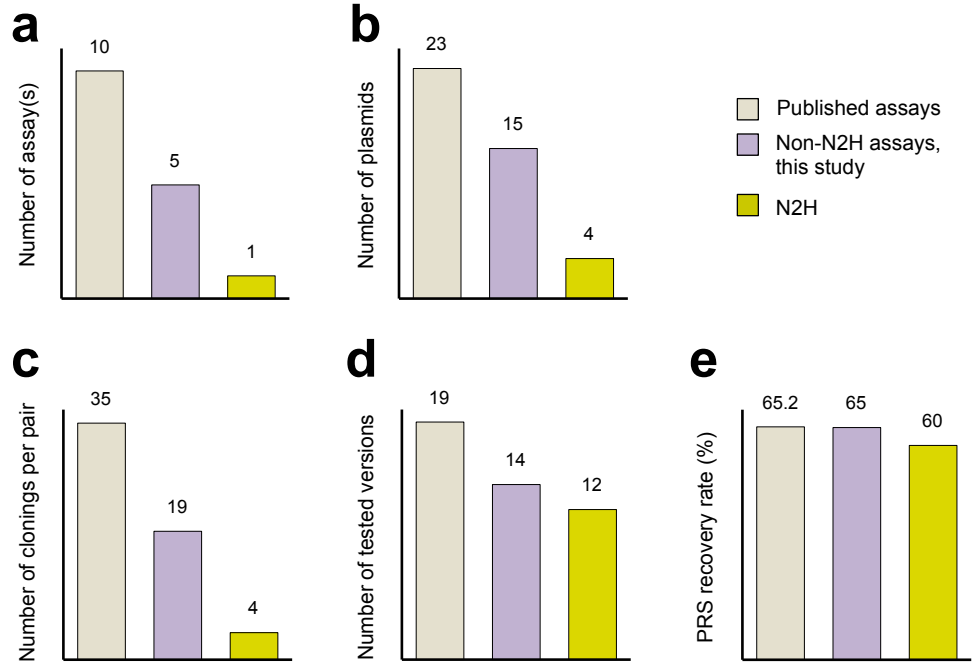 a
Number of assay(s)
10
5
1
b
Number of plasmids
23
15
4
Published assays
Non-N2H assays,
this study
N2H
c
Number of clonings per pair
35
19
4
d
Number of tested versions
19
14
12
e
PRS recovery rate (%)
65.2
65
60